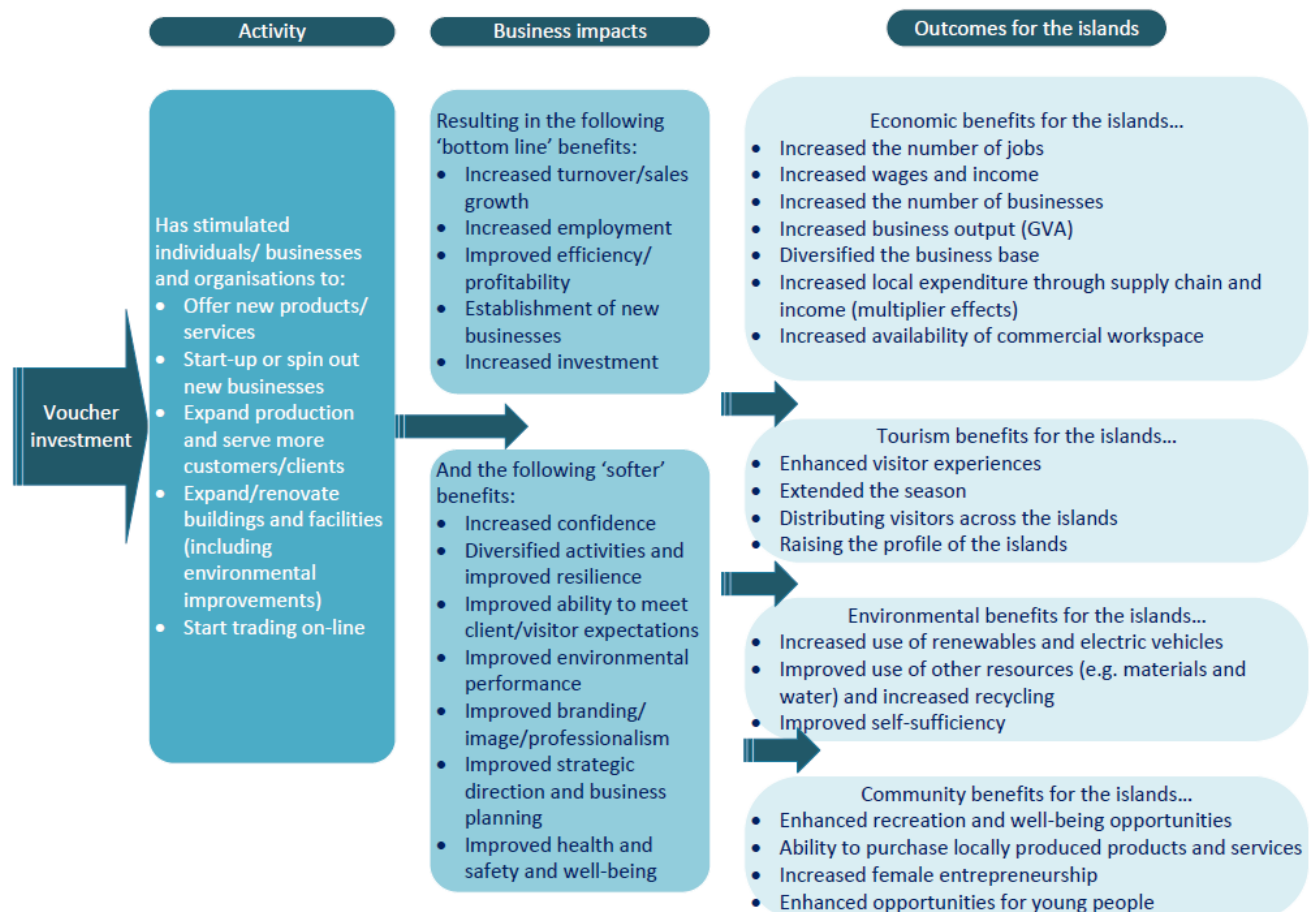 Activity
Business impacts
Outcomes for the islands
Voucher
investment
Has stimulated
individuals/ businesses
and organisations to:
• Offer new products/
services
• Start-up or spin out
new businesses
• Expand production
and serve more
customers/clients
• Expand/renovate
buildings and facilities
(including
environmental
improvements)
• Start trading on-line
Resulting in the following
‘bottom line’ benefits:
• Increased turnover/sales
growth
• Increased employment
• Improved efficiency/
profitability
• Establishment of new
businesses
• Increased investment
And the following ‘softer’
benefits:
• Increased confidence
• Diversified activities and
improved resilience
• Improved ability to meet
client/visitor expectations
• Improved environmental
performance
• Improved branding/
image/professionalism
• Improved strategic
direction and business
planning
• Improved health and
safety and well-being
Economic benefits for the islands…
• Increased the number of jobs
• Increased wages and income
• Increased the number of businesses
• Increased business output (GVA)
• Diversified the business base
• Increased local expenditure through supply chain and
income (multiplier effects)
• Increased availability of commercial workspace
Tourism benefits for the islands…
• Enhanced visitor experiences
• Extended the season
• Distributing visitors across the islands
• Raising the profile of the islands
Environmental benefits for the islands…
• Increased use of renewables and electric vehicles
• Improved use of other resources (e.g. materials and
water) and increased recycling
• Improved self-sufficiency
Community benefits for the islands…
• Enhanced recreation and well-being opportunities
• Ability to purchase locally produced products and services
• Increased female entrepreneurship
• Enhanced opportunities for young people